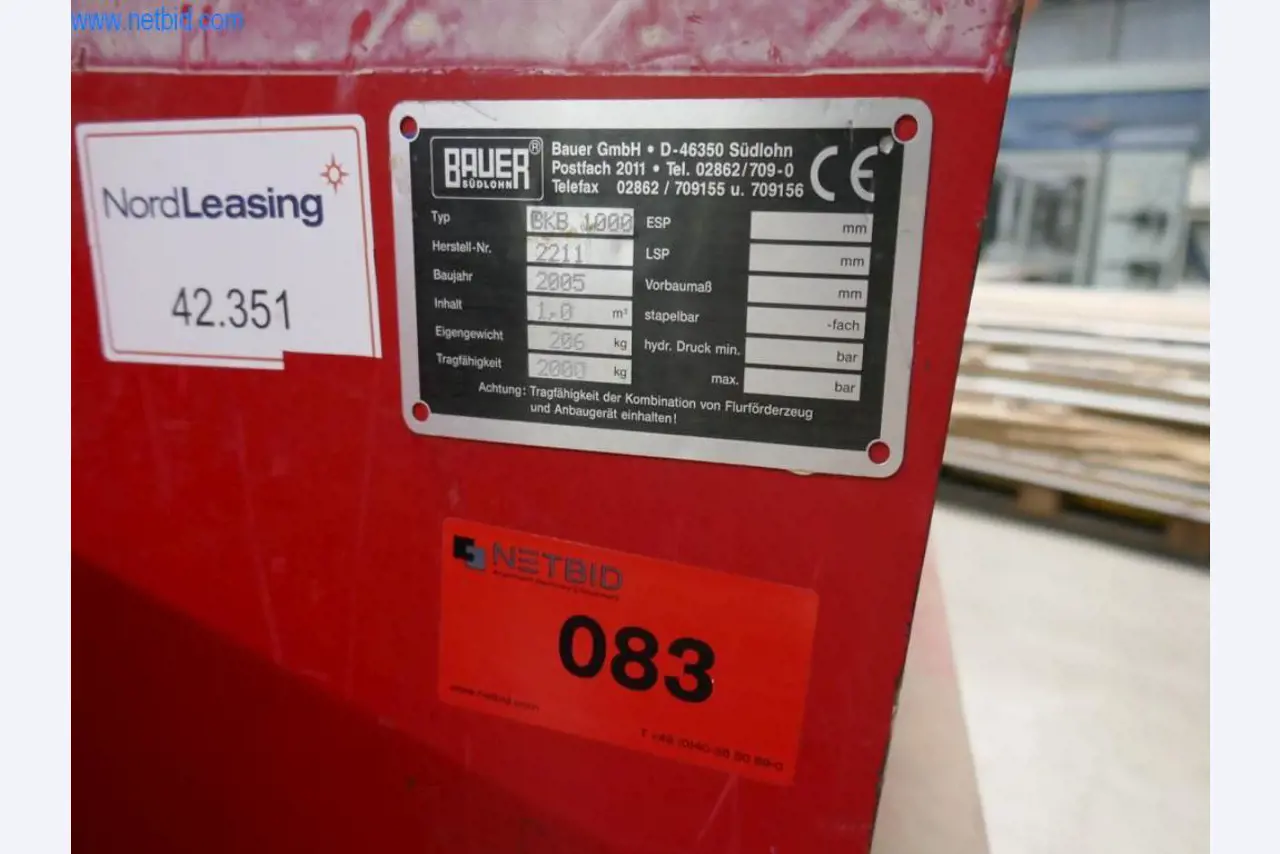 www.netbid.com
NordLeasing
42.351
BAUER®
SÜDLOHN
Bauer GmbH • D-46350 Südlohn
Postfach 2011 • Tel. 02862/709-0
Telefax 02862 / 709155 u. 709156
CE
Typ BKB 1000 ESP mm
Herstell-Nr. 2211 LSP mm
Baujahr 2005 Vorbaumaß mm
Inhalt 1,0 m³ stapelbar -fach
Eigengewicht 206 kg hydr. Druck min. bar
Tragfähigkeit 2000 kg max. bar
Achtung: Tragfähigkeit der Kombination von Flurförderzeug
und Anbaugerät einhalten!
NETBID
083
www.netbid.com